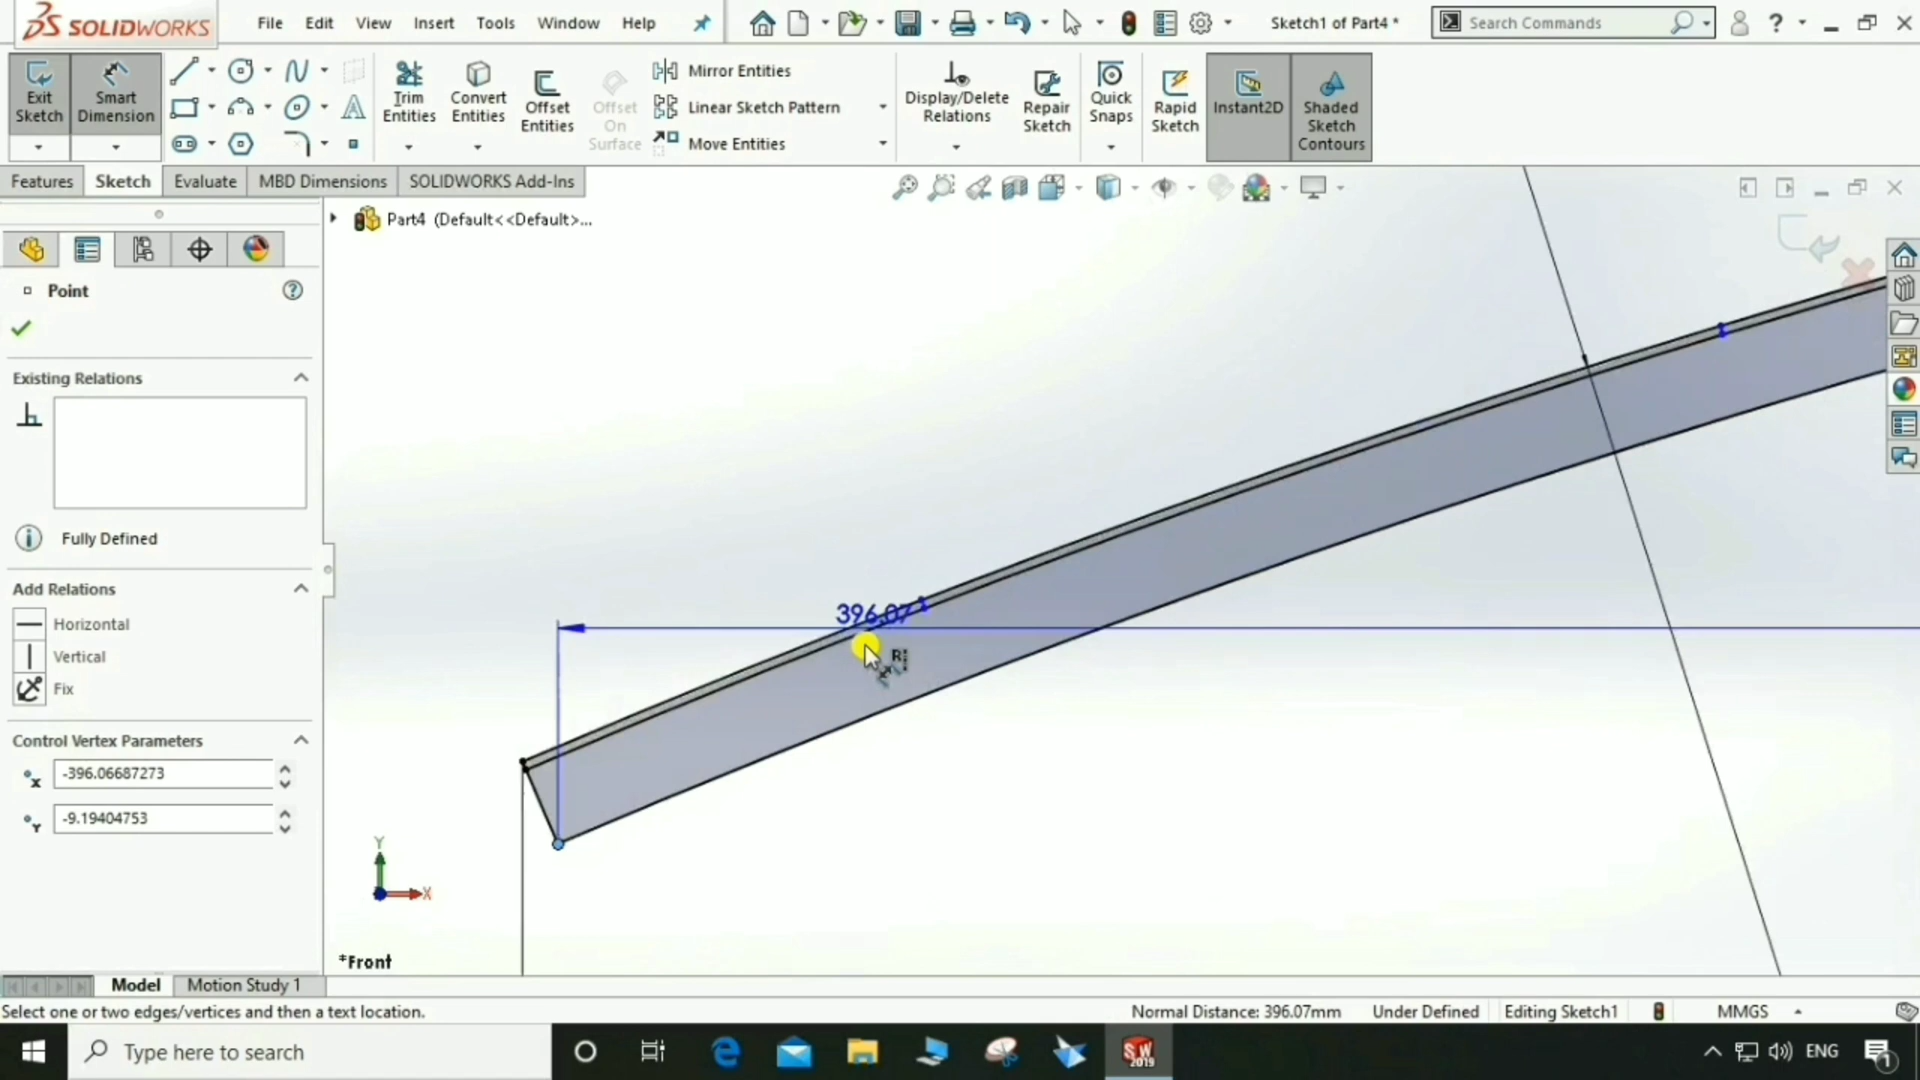 SOLIDWORKS
File Edit View Insert Tools Window Help
Sketch1 of Part4 *
Search Commands
Exit Sketch
Smart Dimension
Trim Entities
Convert Entities
Offset Entities
Offset On Surface
Mirror Entities
Linear Sketch Pattern
Move Entities
Display/Delete Relations
Repair Sketch
Quick Snaps
Rapid Sketch
Instant2D
Shaded Sketch Contours
Features Sketch Evaluate MBD Dimensions SOLIDWORKS Add-Ins
Part4 (Default<<Default>...
Point
Existing Relations
Fully Defined
Add Relations
Horizontal
Vertical
Fix
Control Vertex Parameters
-396.06687273
-9.19404753
396.07
Y
X
*Front
Model Motion Study 1
Select one or two edges/vertices and then a text location.
Normal Distance: 396.07mm Under Defined Editing Sketch1 MMGS
Type here to search
SW 2019
ENG
1